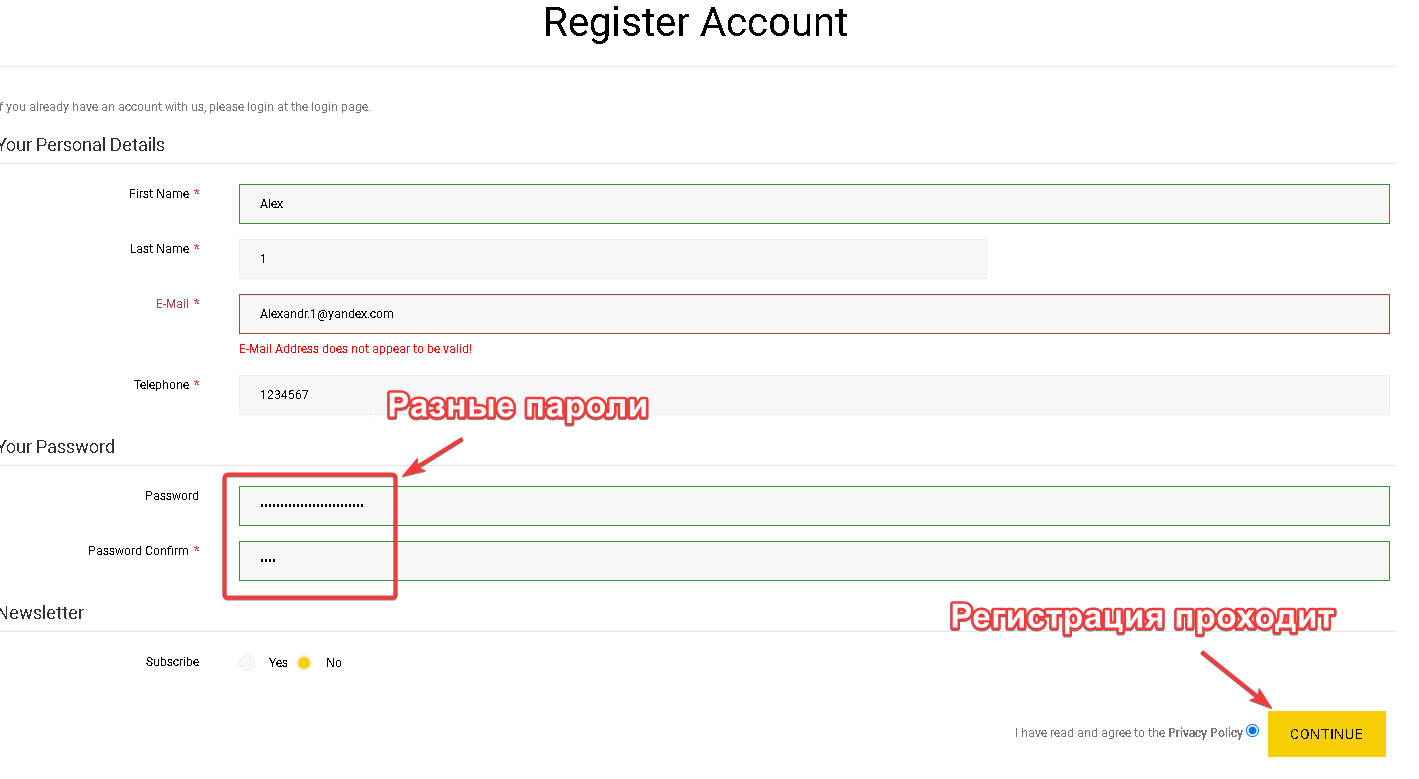 Register Account
f you already have an account with us, please login at the login page.
Your Personal Details
First Name *
Alex
Last Name *
1
E-Mail *
Alexandr.1@yandex.com
E-Mail Address does not appear to be valid!
Telephone *
1234567
Разные пароли
Your Password
Password
Password Confirm *
Newsletter
Регистрация проходит
Subscribe
Yes No
I have read and agree to the Privacy Policy
CONTINUE